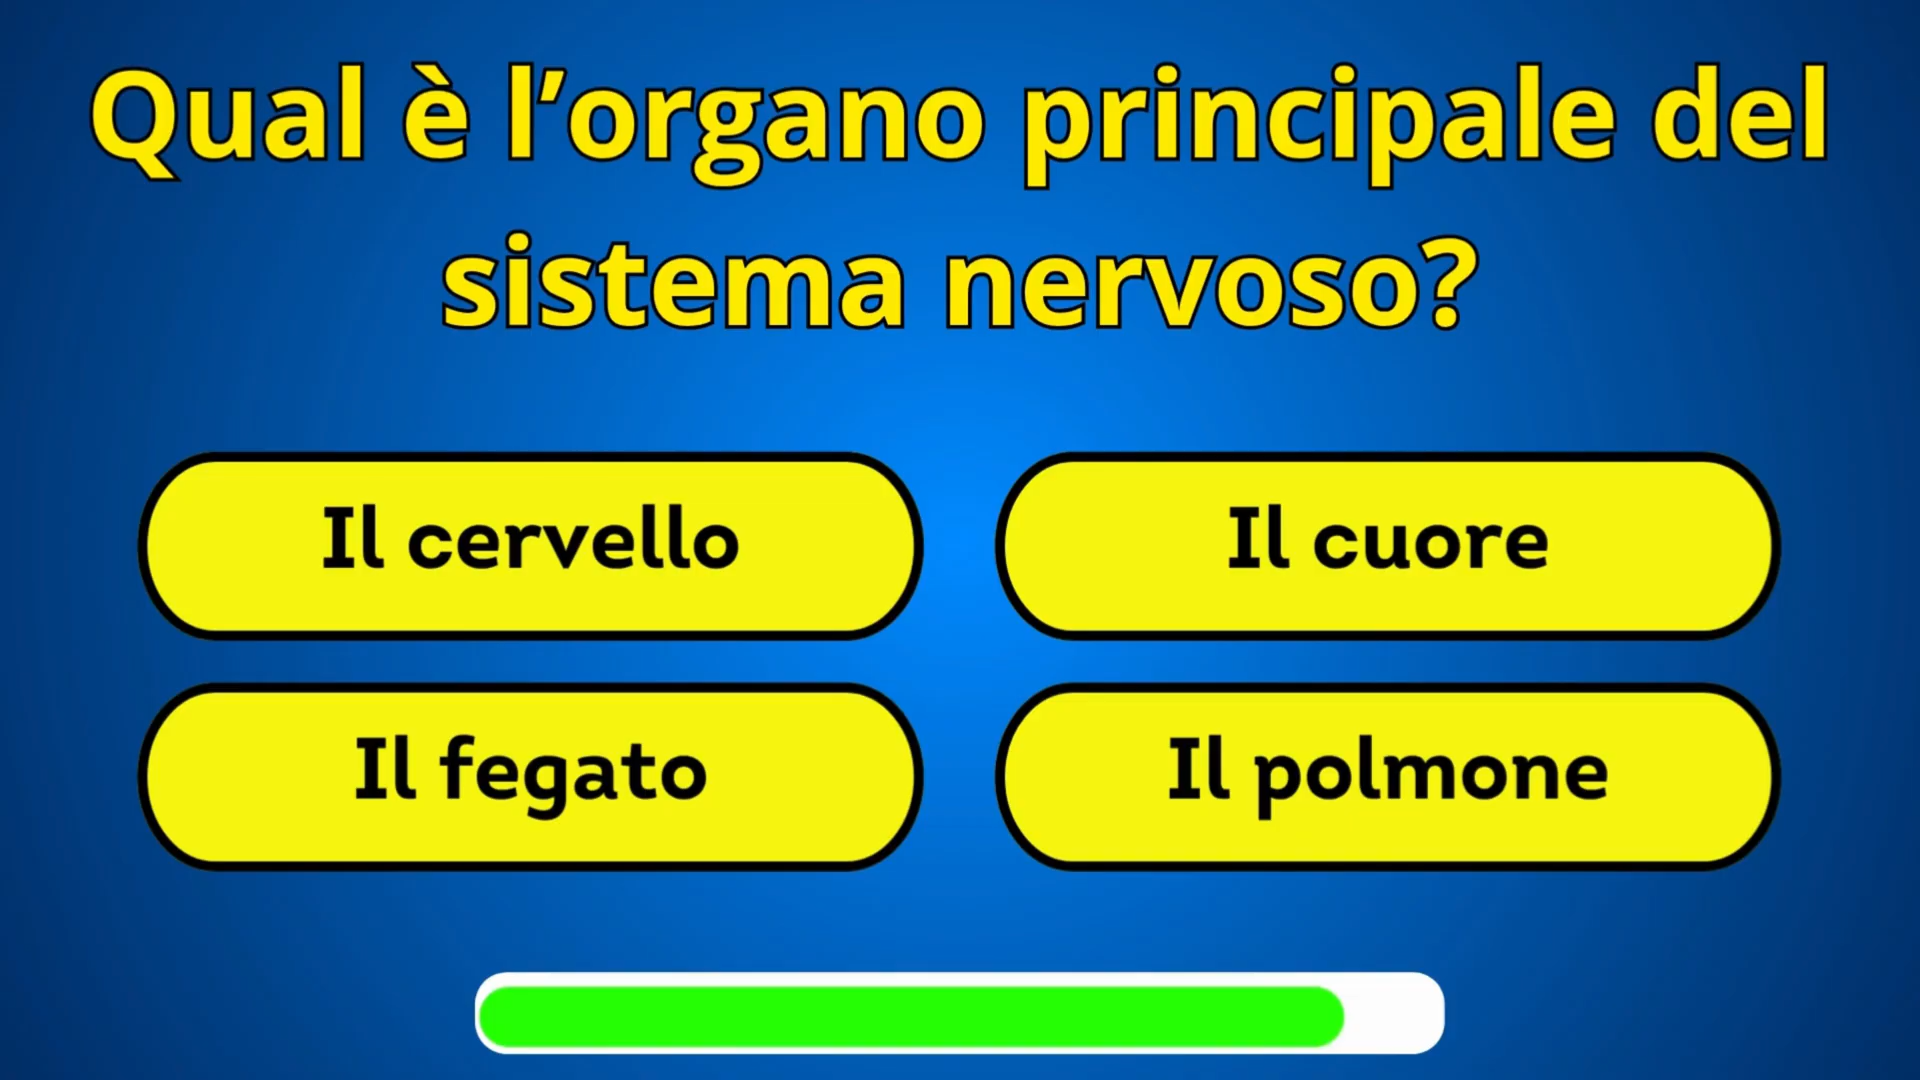 Qual è l’organo principale del
sistema nervoso?
Il cervello
Il cuore
Il fegato
Il polmone